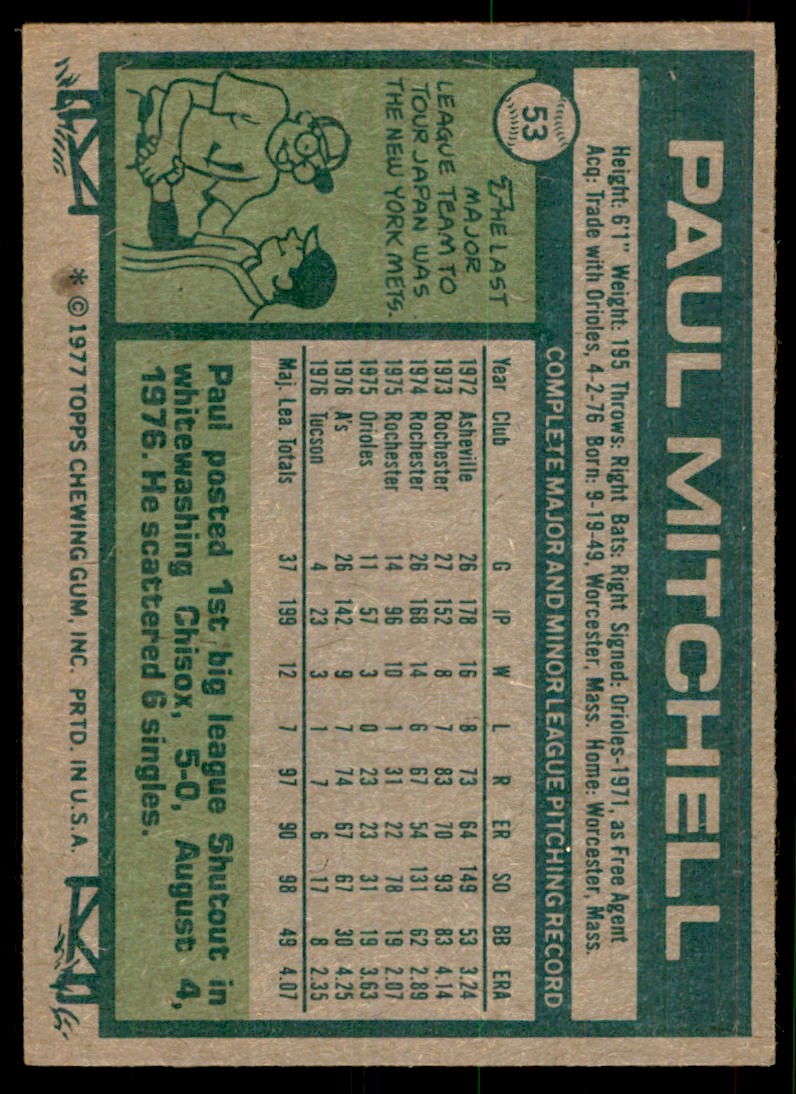 PAUL MITCHELL
Height: 6'1" Weight: 195 Throws: Right Bats: Right Signed: Orioles-1971, as Free Agent
Acq: Trade with Orioles, 4-2-76 Born: 9-19-49, Worcester, Mass. Home: Worcester, Mass.
53
COMPLETE MAJOR AND MINOR LEAGUE PITCHING RECORD
THE LAST
MAJOR
LEAGUE TEAM TO
TOUR JAPAN WAS
THE NEW YORK METS.
Year Club G IP W L R ER SO BB ERA
1972 Asheville 26 178 16 8 73 64 149 53 3.24
1973 Rochester 27 152 8 7 83 70 93 83 4.14
1974 Rochester 26 168 14 6 67 54 131 62 2.89
1975 Rochester 14 96 10 1 31 22 78 19 2.07
1975 Orioles 11 57 3 0 23 23 31 19 3.63
1976 A's 26 142 9 7 74 67 67 30 4.25
1976 Tucson 4 23 3 1 7 6 17 8 2.35
Maj. Lea. Totals 37 199 12 7 97 90 98 49 4.07
Paul posted 1st big league Shutout in
whitewashing Chisox, 5-0, August 4,
1976. He scattered 6 singles.
* © 1977 TOPPS CHEWING GUM, INC. PRTD. IN U.S.A.